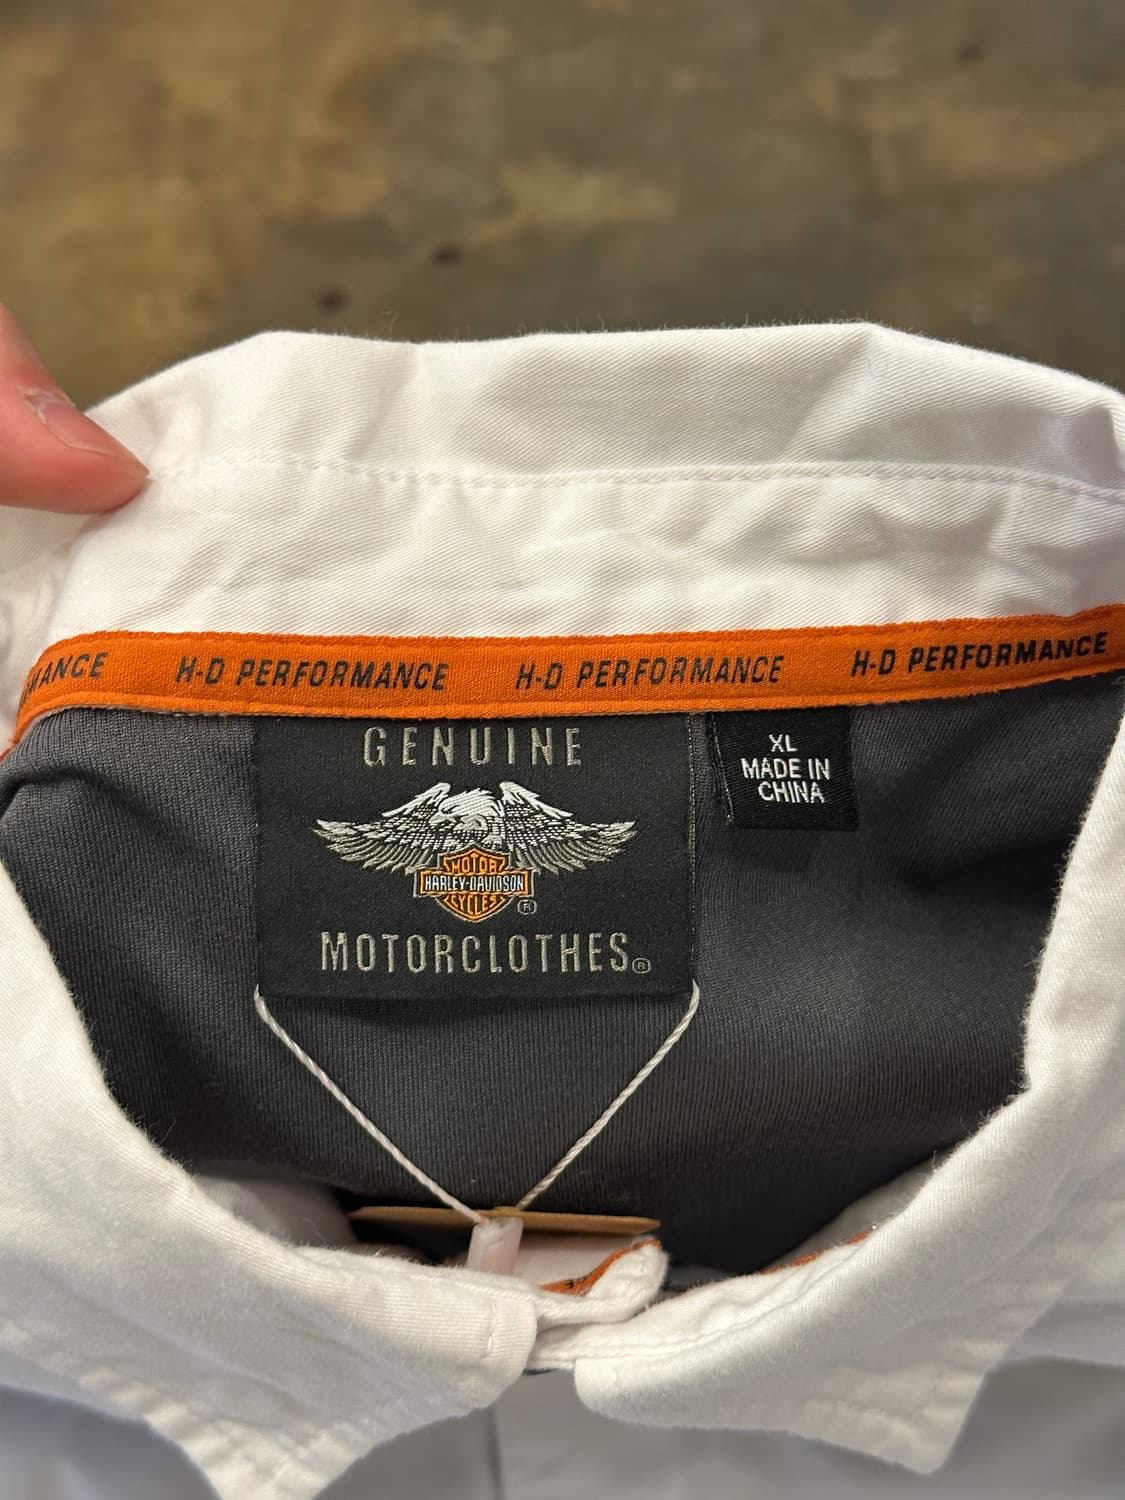 MANCE H-D PERFORMANCE H-D PERFORMANCE H-D PERFORMANCE
GENUINE
MOTOR
HARLEY-DAVIDSON
CYCLES
®
MOTORCLOTHES®
XL
MADE IN
CHINA